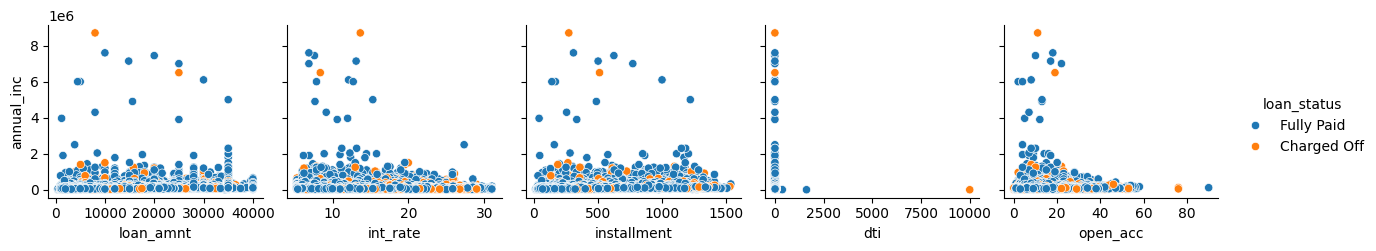 1e6
8
6
4
2
0
annual_inc
0 10000 20000 30000 40000
loan_amnt
10 20 30
int_rate
0 500 1000 1500
installment
0 2500 5000 7500 10000
dti
0 20 40 60 80
open_acc
loan_status
Fully Paid
Charged Off